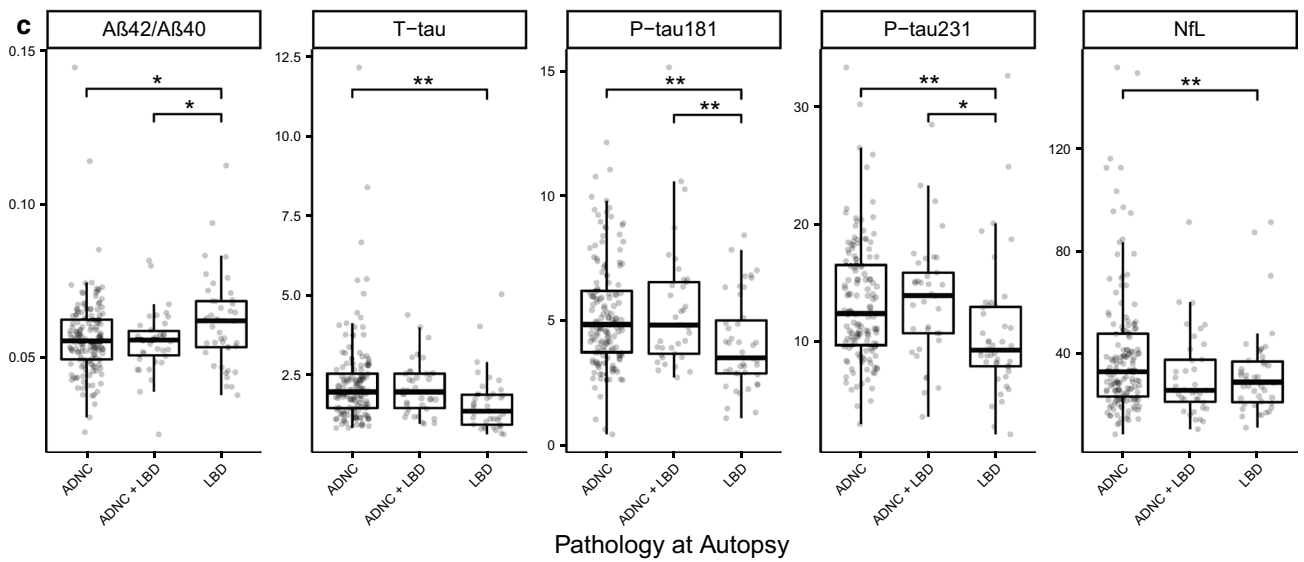 c
Aß42/Aß40
T−tau
P−tau181
P−tau231
NfL
0.15
0.10
0.05
*
*
ADNC
ADNC + LBD
LBD
12.5
10.0
7.5
5.0
2.5
**
ADNC
ADNC + LBD
LBD
15
10
5
0
**
**
ADNC
ADNC + LBD
LBD
30
20
10
**
*
ADNC
ADNC + LBD
LBD
120
80
40
**
ADNC
ADNC + LBD
LBD
Pathology at Autopsy